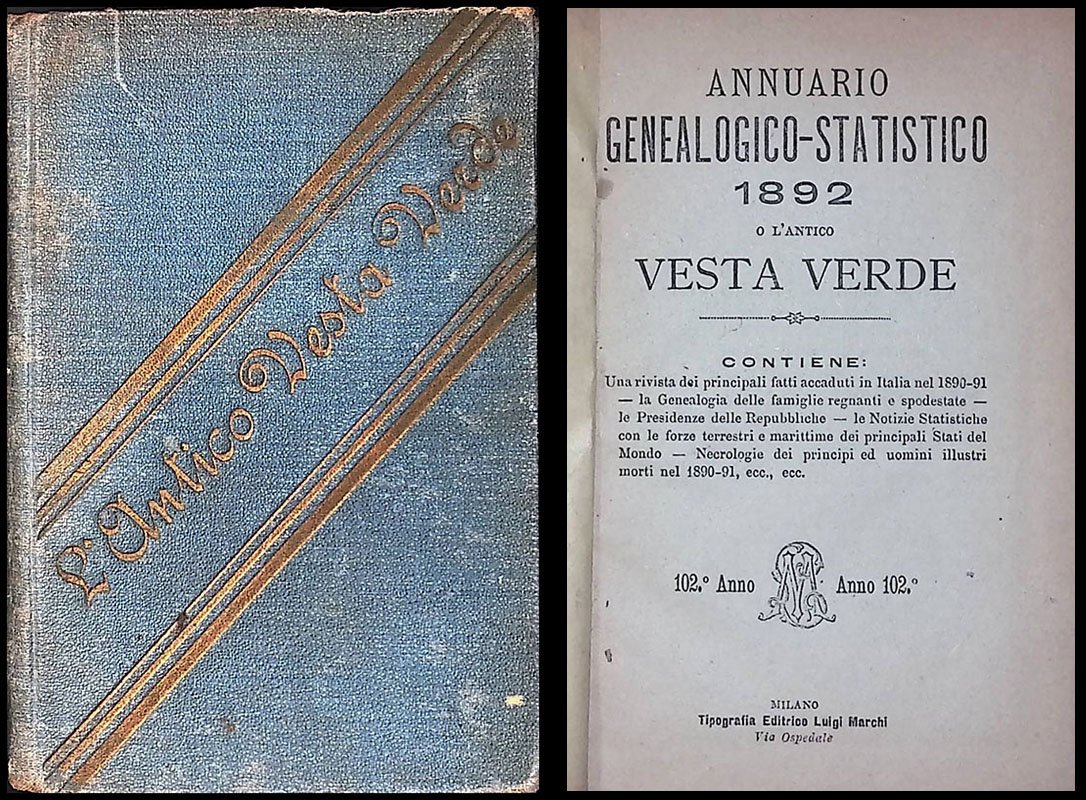 L'Antico Vesta Verde
ANNUARIO
GENEALOGICO-STATISTICO
1892
O L'ANTICO
VESTA VERDE
CONTIENE:
Una rivista dei principali fatti accaduti in Italia nel 1890-91
— la Genealogia delle famiglie regnanti e spodestate —
le Presidenze delle Repubbliche — le Notizie Statistiche
con le forze terrestri e marittime dei principali Stati del
Mondo — Necrologie dei principi ed uomini illustri
morti nel 1890-91, ecc., ecc.
102.º Anno Anno 102.º
MILANO
Tipografia Editrice Luigi Marchi
Via Ospedale